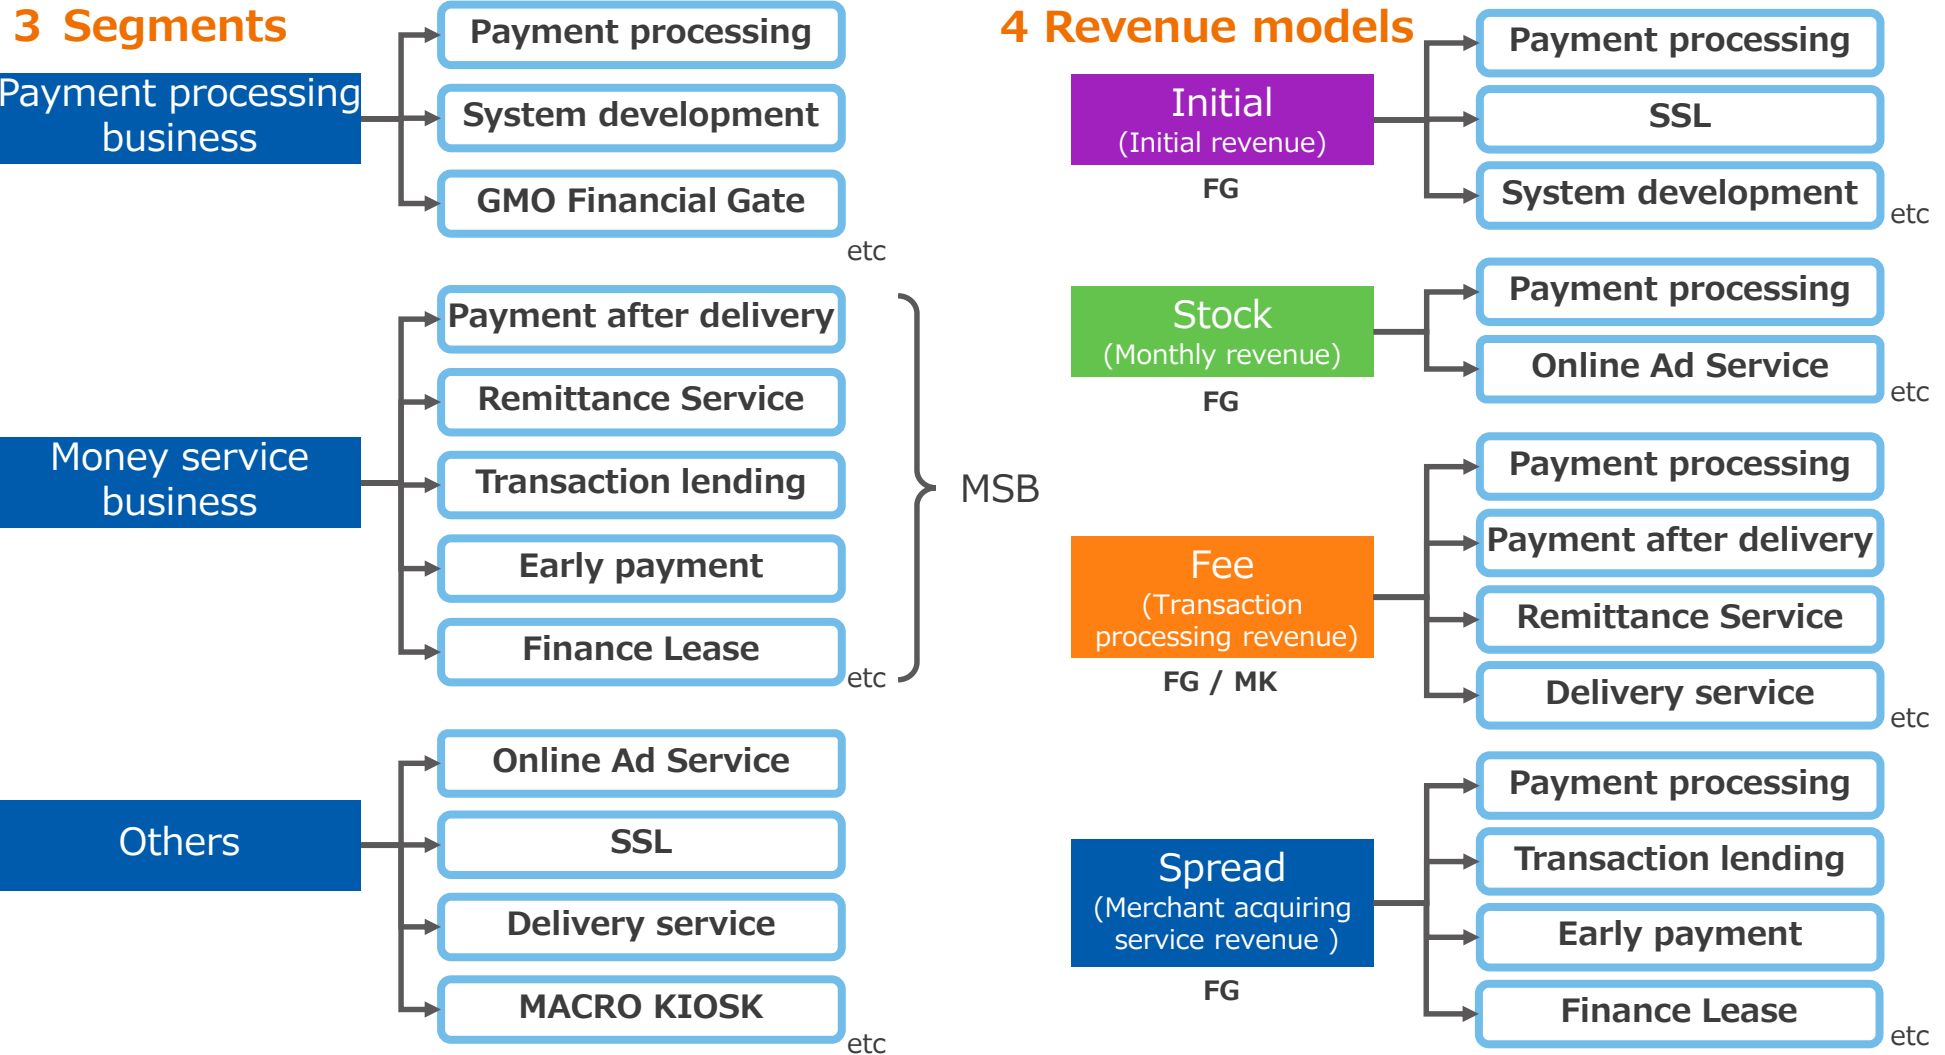 3 Segments
Payment processing
business
Payment processing
System development
GMO Financial Gate
etc
Money service
business
Payment after delivery
Remittance Service
Transaction lending
Early payment
Finance Lease
etc
MSB
Others
Online Ad Service
SSL
Delivery service
MACRO KIOSK
etc
4 Revenue models
Initial
(Initial revenue)
FG
Payment processing
SSL
System development
etc
Stock
(Monthly revenue)
FG
Payment processing
Online Ad Service
etc
Fee
(Transaction
processing revenue)
FG / MK
Payment processing
Payment after delivery
Remittance Service
Delivery service
etc
Spread
(Merchant acquiring
service revenue )
FG
Payment processing
Transaction lending
Early payment
Finance Lease
etc